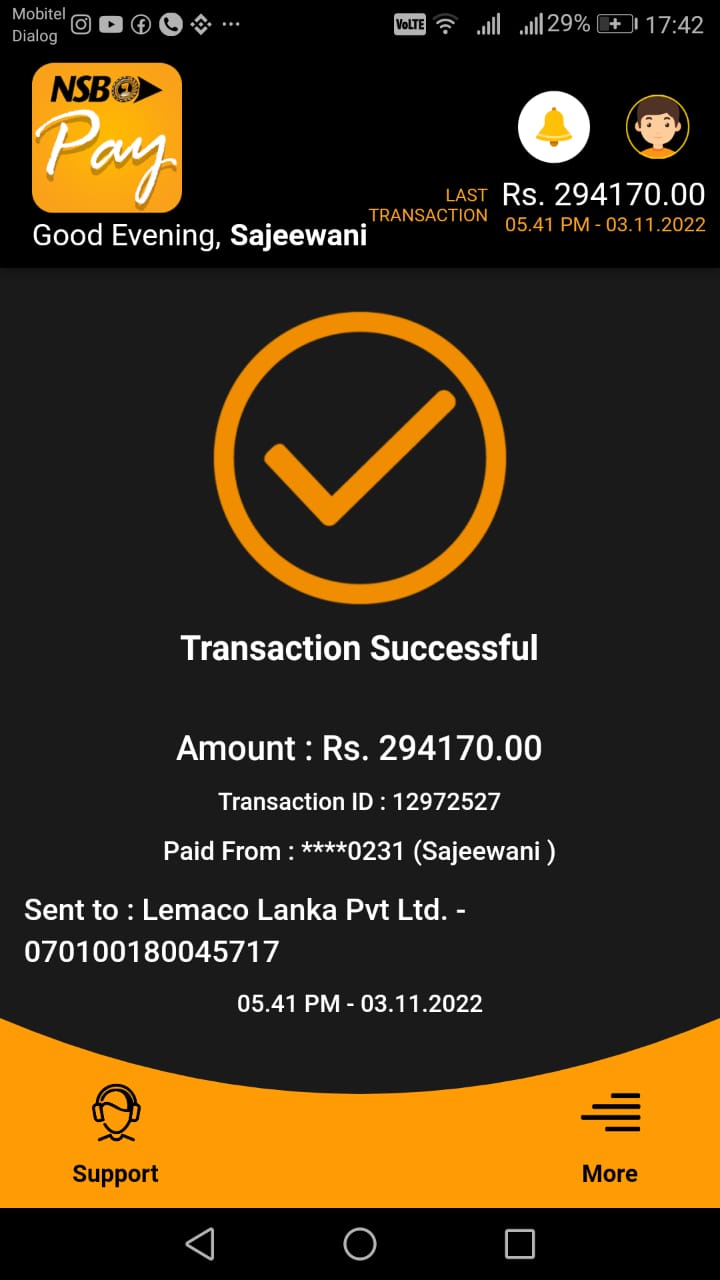 Mobitel
Dialog
VoLTE
29%
17:42
NSB
Pay
LAST
TRANSACTION
Rs. 294170.00
05.41 PM - 03.11.2022
Good Evening, Sajeewani
Transaction Successful
Amount : Rs. 294170.00
Transaction ID : 12972527
Paid From : ****0231 (Sajeewani )
Sent to : Lemaco Lanka Pvt Ltd. -
070100180045717
05.41 PM - 03.11.2022
Support
More